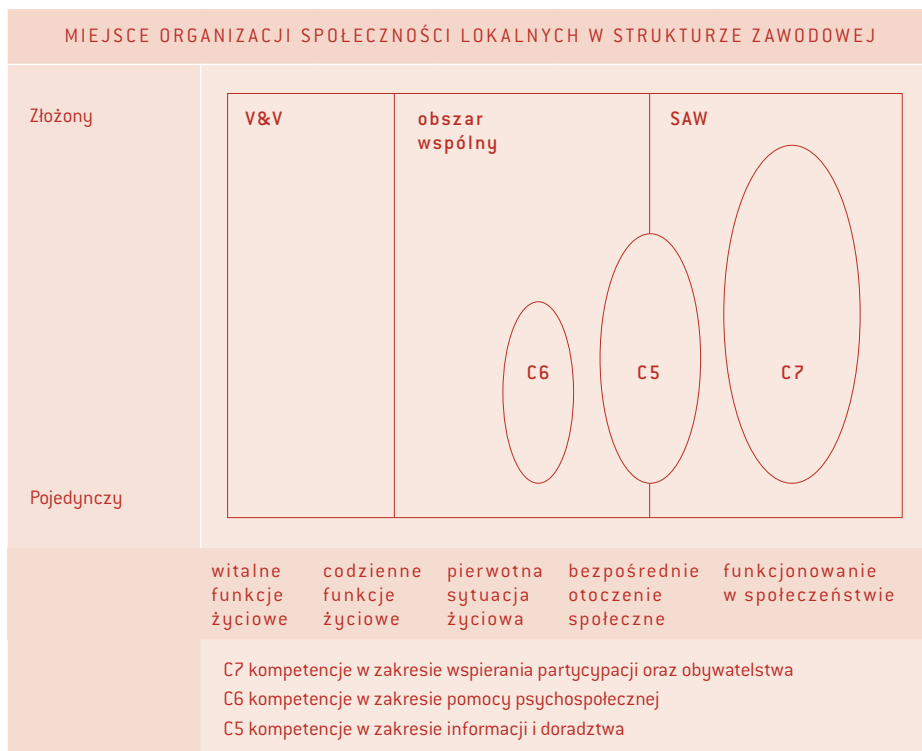 MIEJSCE ORGANIZACJI SPOŁECZNOŚCI LOKALNYCH W STRUKTURZE ZAWODOWEJ
Złożony
V&V
obszar
wspólny
SAW
C6
C5
C7
Pojedynczy
witalne
funkcje
życiowe
codzienne
funkcje
życiowe
pierwotna
sytuacja
życiowa
bezpośrednie
otoczenie
społeczne
funkcjonowanie
w społeczeństwie
C7 kompetencje w zakresie wspierania partycypacji oraz obywatelstwa
C6 kompetencje w zakresie pomocy psychospołecznej
C5 kompetencje w zakresie informacji i doradztwa